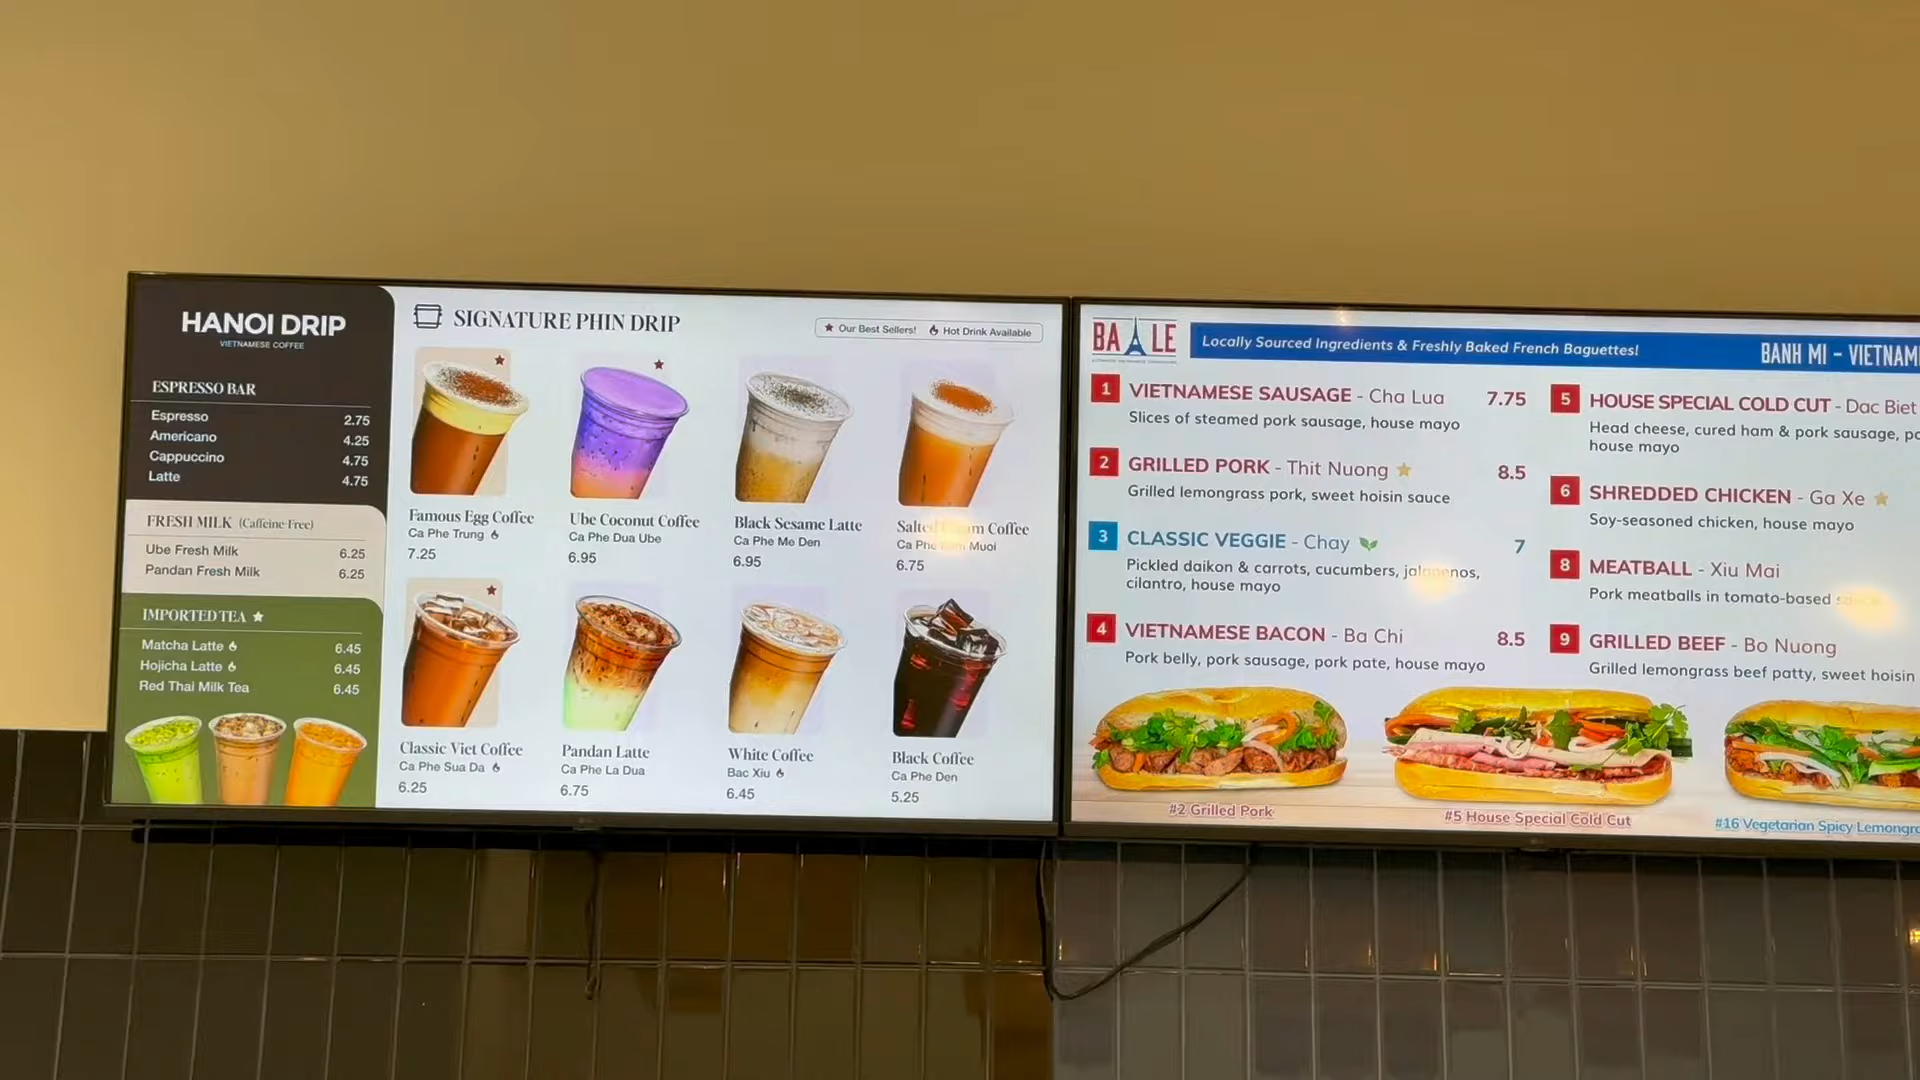 HANOI DRIP
VIETNAMESE COFFEE
ESPRESSO BAR
Espresso 2.75
Americano 4.25
Cappuccino 4.75
Latte 4.75
FRESH MILK (Caffeine-Free)
Ube Fresh Milk 6.25
Pandan Fresh Milk 6.25
IMPORTED TEA ★
Matcha Latte 6.45
Hojicha Latte 6.45
Red Thai Milk Tea 6.45
SIGNATURE PHIN DRIP
★ Our Best Sellers! Hot Drink Available
Famous Egg Coffee
Ca Phe Trung
7.25
Ube Coconut Coffee
Ca Phe Dua Ube
6.95
Black Sesame Latte
Ca Phe Me Den
6.95
Salted Cream Coffee
Ca Phe Muoi
6.75
Classic Viet Coffee
Ca Phe Sua Da
6.25
Pandan Latte
Ca Phe La Dua
6.75
White Coffee
Bac Xiu
6.45
Black Coffee
Ca Phe Den
5.25
BA LE
Locally Sourced Ingredients & Freshly Baked French Baguettes!
BANH MI - VIETNAM
1 VIETNAMESE SAUSAGE - Cha Lua 7.75
Slices of steamed pork sausage, house mayo
2 GRILLED PORK - Thit Nuong 8.5
Grilled lemongrass pork, sweet hoisin sauce
3 CLASSIC VEGGIE - Chay 7
Pickled daikon & carrots, cucumbers, jalapenos,
cilantro, house mayo
4 VIETNAMESE BACON - Ba Chi 8.5
Pork belly, pork sausage, pork pate, house mayo
5 HOUSE SPECIAL COLD CUT - Dac Biet
Head cheese, cured ham & pork sausage,
house mayo
6 SHREDDED CHICKEN - Ga Xe
Soy-seasoned chicken, house mayo
8 MEATBALL - Xiu Mai
Pork meatballs in tomato-based sauce
9 GRILLED BEEF - Bo Nuong
Grilled lemongrass beef patty, sweet hoisin
#2 Grilled Pork
#5 House Special Cold Cut
#16 Vegetarian Spicy Lemongr